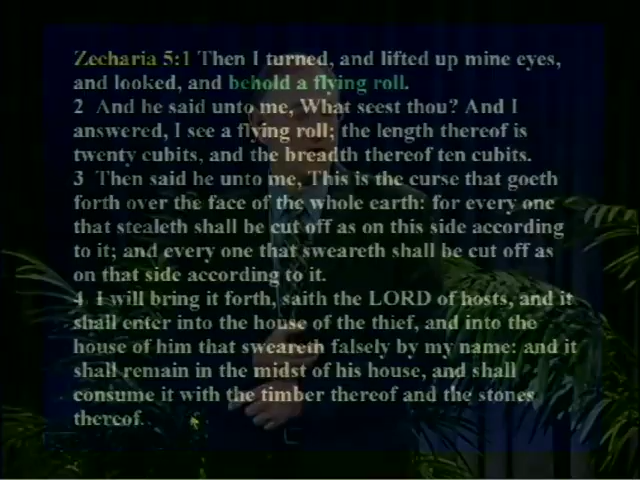 Zecharia 5:1 Then I turned, and lifted up mine eyes,
and looked, and behold a flying roll.
2 And he said unto me, What seest thou? And I
answered, I see a flying roll; the length thereof is
twenty cubits, and the breadth thereof ten cubits.
3 Then said he unto me, This is the curse that goeth
forth over the face of the whole earth: for every one
that stealeth shall be cut off as on this side according
to it; and every one that sweareth shall be cut off as
on that side according to it.
4 I will bring it forth, saith the LORD of hosts, and it
shall enter into the house of the thief, and into the
house of him that sweareth falsely by my name: and it
shall remain in the midst of his house, and shall
consume it with the timber thereof and the stones
thereof.